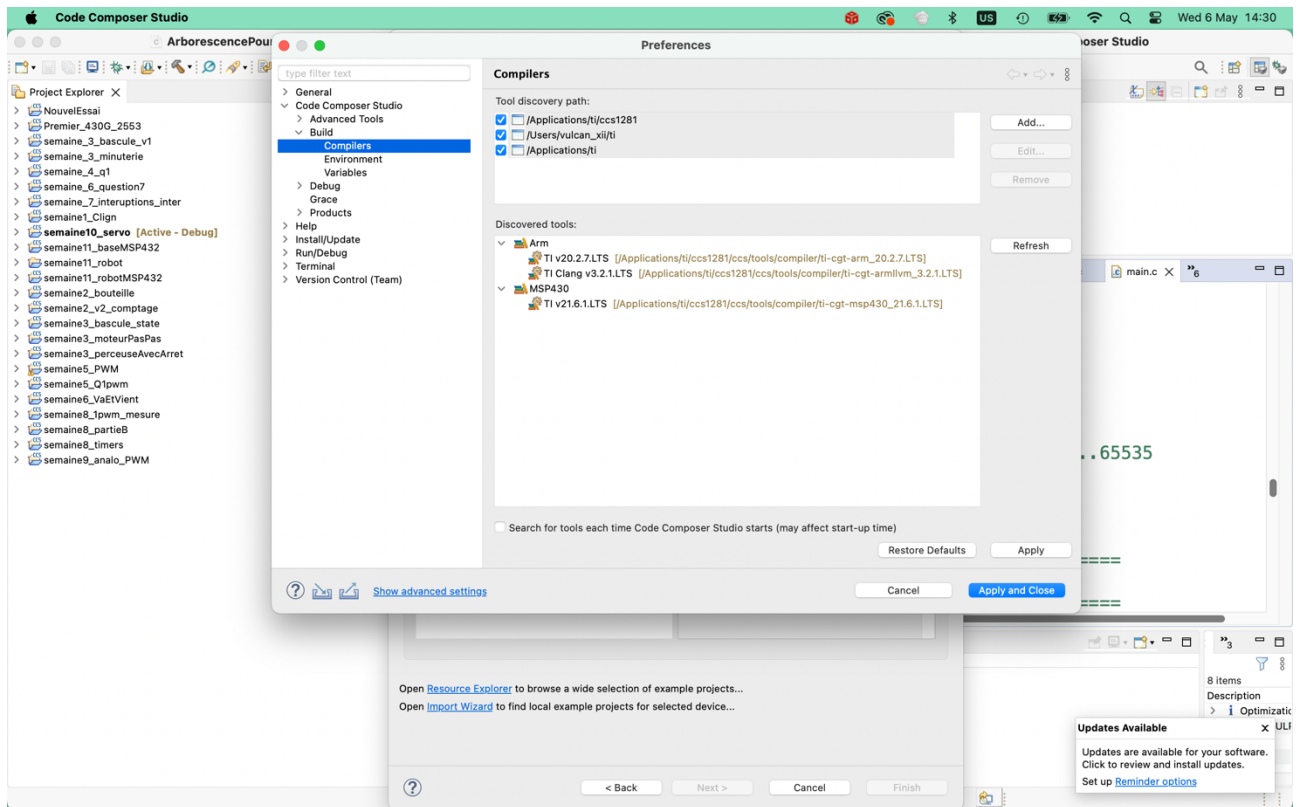 Code Composer Studio
US
Wed 6 May 14:30
ArborescencePou
Preferences
oser Studio
Project Explorer
NouvelEssai
Premier_430G_2553
semaine_3_bascule_v1
semaine_3_minuterie
semaine_4_q1
semaine_6_question7
semaine_7_interuptions_inter
semaine1_Clign
semaine10_servo [Active - Debug]
semaine11_baseMSP432
semaine11_robot
semaine11_robotMSP432
semaine2_bouteille
semaine2_v2_comptage
semaine3_bascule_state
semaine3_moteurPasPas
semaine3_perceuseAvecArret
semaine5_PWM
semaine5_Q1pwm
semaine6_VaEtVient
semaine8_1pwm_mesure
semaine8_partieB
semaine8_timers
semaine9_analo_PWM
type filter text
General
Code Composer Studio
Advanced Tools
Build
Compilers
Environment
Variables
Debug
Grace
Products
Help
Install/Update
Run/Debug
Terminal
Version Control (Team)
Compilers
Tool discovery path:
/Applications/ti/ccs1281
/Users/vulcan_xii/ti
/Applications/ti
Add...
Edit...
Remove
Discovered tools:
Arm
TI v20.2.7.LTS [/Applications/ti/ccs1281/ccs/tools/compiler/ti-cgt-arm_20.2.7.LTS]
TI Clang v3.2.1.LTS [/Applications/ti/ccs1281/ccs/tools/compiler/ti-cgt-armllvm_3.2.1.LTS]
MSP430
TI v21.6.1.LTS [/Applications/ti/ccs1281/ccs/tools/compiler/ti-cgt-msp430_21.6.1.LTS]
Refresh
Search for tools each time Code Composer Studio starts (may affect start-up time)
Restore Defaults
Apply
Show advanced settings
Cancel
Apply and Close
main.c
6
..65535
====
====
Open Resource Explorer to browse a wide selection of example projects...
Open Import Wizard to find local example projects for selected device...
< Back
Next >
Cancel
Finish
3
8 items
Description
Optimizatio
ULP
Updates Available
Updates are available for your software.
Click to review and install updates.
Set up Reminder options